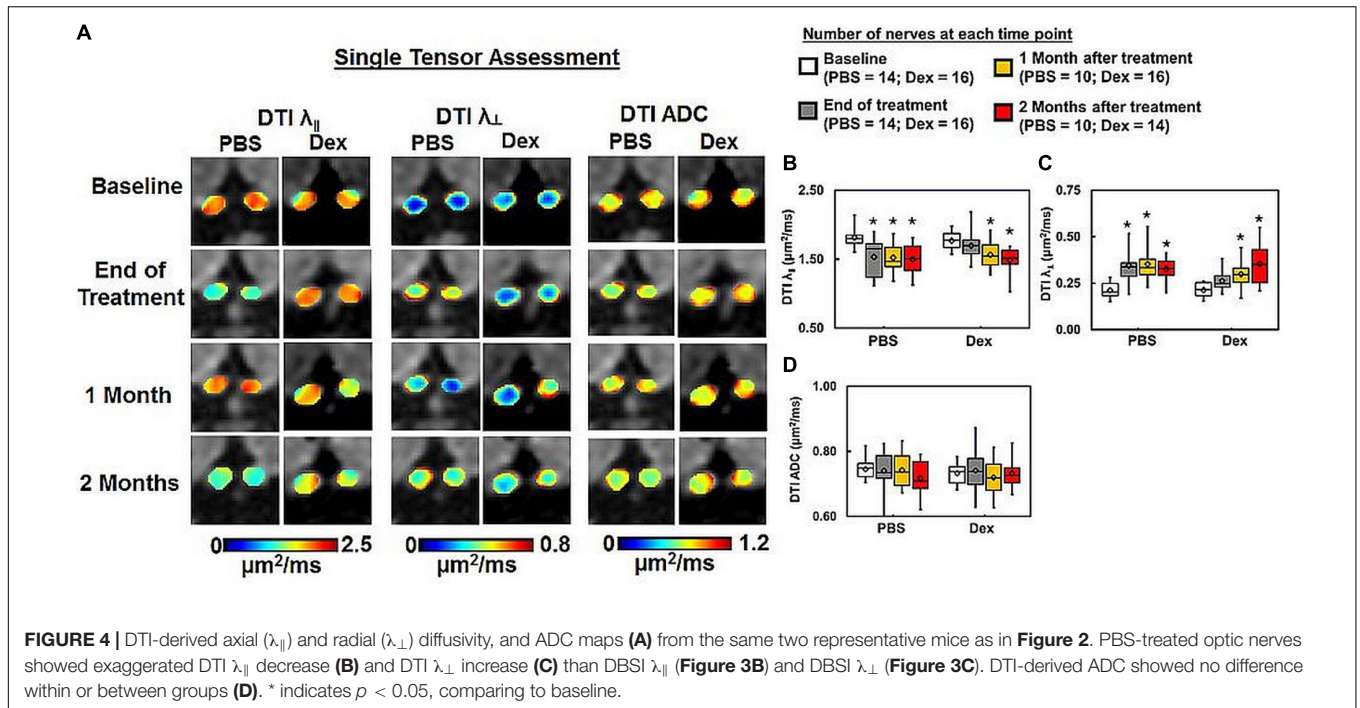 A
Single Tensor Assessment
DTI λ∥ DTI λ⊥ DTI ADC
PBS Dex PBS Dex PBS Dex
Baseline
End of
Treatment
1 Month
2 Months
0 2.5 0 0.8 0 1.2
μm²/ms μm²/ms μm²/ms
Number of nerves at each time point
Baseline
(PBS = 14; Dex = 16)
1 Month after treatment
(PBS = 10; Dex = 16)
End of treatment
(PBS = 14; Dex = 16)
2 Months after treatment
(PBS = 10; Dex = 14)
B
DTI λ∥ (μm²/ms)
2.50
* * * * *
1.50
0.50
PBS Dex
C
DTI λ⊥ (μm²/ms)
0.75
* * * * *
0.50
0.25
0.00
PBS Dex
D
DTI ADC (μm²/ms)
1.00
0.80
0.60
PBS Dex
FIGURE 4 | DTI-derived axial (λ∥) and radial (λ⊥) diffusivity, and ADC maps (A) from the same two representative mice as in Figure 2. PBS-treated optic nerves
showed exaggerated DTI λ∥ decrease (B) and DTI λ⊥ increase (C) than DBSI λ∥ (Figure 3B) and DBSI λ⊥ (Figure 3C). DTI-derived ADC showed no difference
within or between groups (D). * indicates p < 0.05, comparing to baseline.